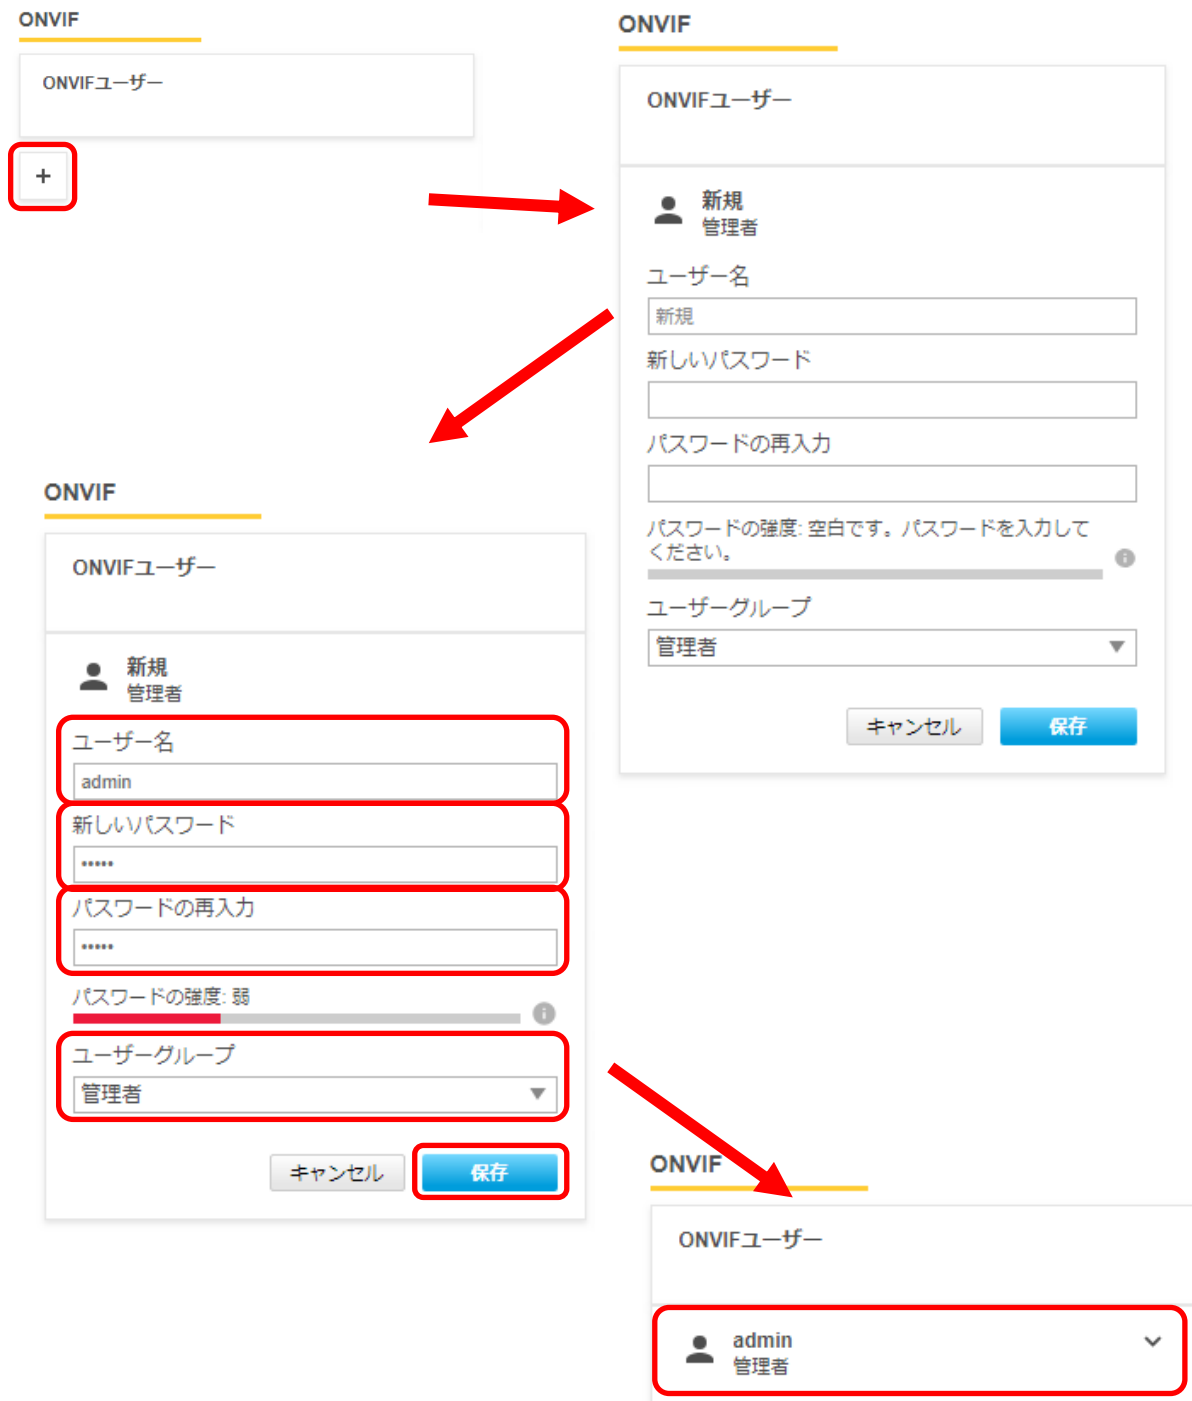 ONVIF
ONVIFユーザー
+
ONVIF
ONVIFユーザー
新規
管理者
ユーザー名
新規
新しいパスワード
パスワードの再入力
パスワードの強度: 空白です。パスワードを入力して
ください。
ユーザーグループ
管理者
キャンセル
保存
ONVIF
ONVIFユーザー
新規
管理者
ユーザー名
admin
新しいパスワード
•••••
パスワードの再入力
•••••
パスワードの強度: 弱
ユーザーグループ
管理者
キャンセル
保存
ONVIF
ONVIFユーザー
admin
管理者